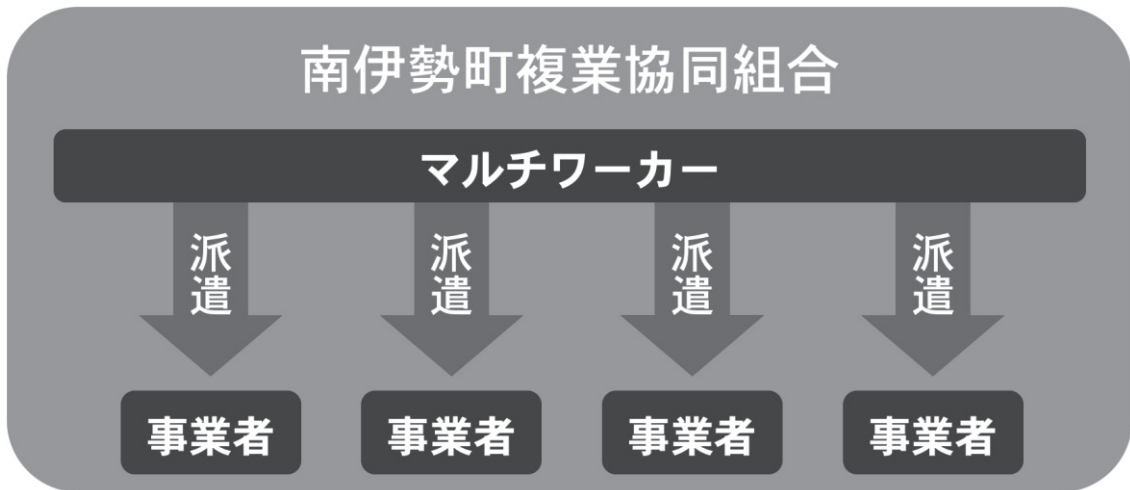 南伊勢町複業協同組合
マルチワーカー
派遣 派遣 派遣 派遣
事業者 事業者 事業者 事業者